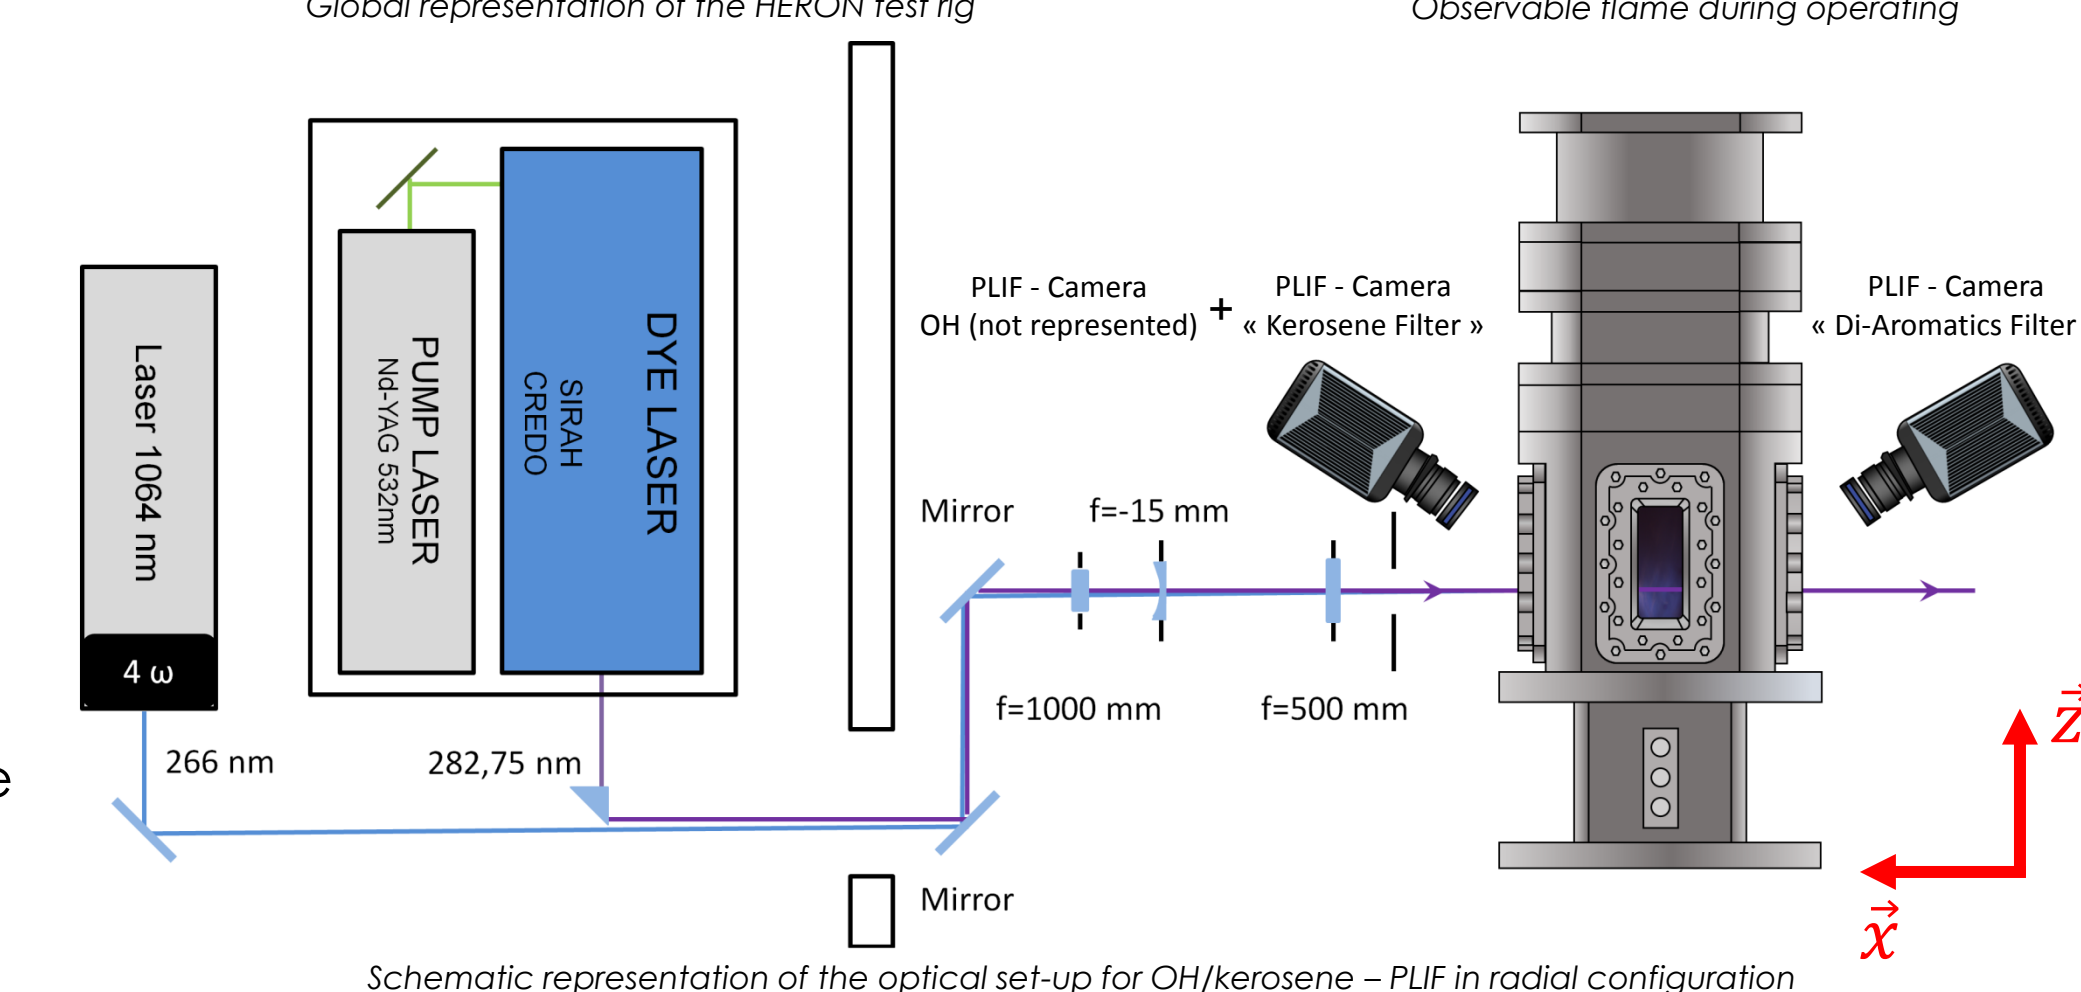 Global representation of the HERON test rig
Observable flame during operating
PLIF - Camera
OH (not represented)
+
PLIF - Camera
« Kerosene Filter »
PLIF - Camera
« Di-Aromatics Filter
Laser 1064 nm
4 ω
PUMP LASER
Nd-YAG 532nm
DYE LASER
SIRAH
CREDO
Mirror
f=-15 mm
f=1000 mm
f=500 mm
266 nm
282,75 nm
e
Mirror
z
x
Schematic representation of the optical set-up for OH/kerosene – PLIF in radial configuration